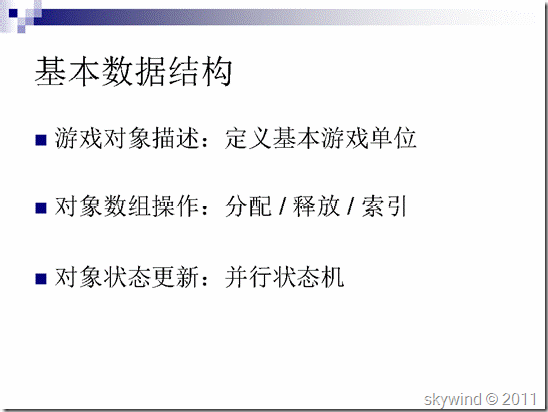 基本数据结构
游戏对象描述：定义基本游戏单位
对象数组操作：分配 / 释放 / 索引
对象状态更新：并行状态机
skywind © 2011